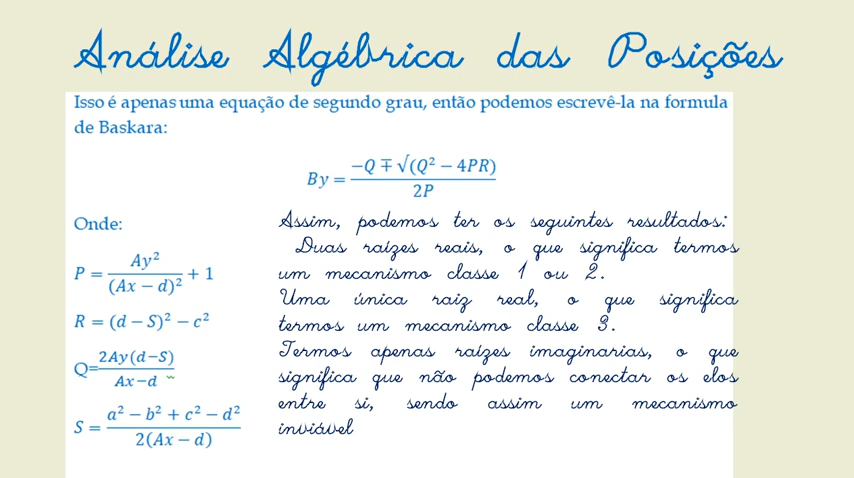 Análise Algébrica das Posições
Isso é apenas uma equação de segundo grau, então podemos escrevê-la na formula
de Baskara:
By = \frac{-Q ∓ √(Q² − 4PR)}{2P}
Onde:
P = \frac{Ay²}{(Ax − d)²} + 1
R = (d − S)² − c²
Q= \frac{2Ay(d−S)}{Ax−d}
S = \frac{a² − b² + c² − d²}{2(Ax − d)}
Assim, podemos ter os seguintes resultados:
Duas raízes reais, o que significa termos
um mecanismo classe 1 ou 2.
Uma única raiz real, o que significa
termos um mecanismo classe 3.
Termos apenas raízes imaginarias, o que
significa que não podemos conectar os elos
entre si, sendo assim um mecanismo
inviável